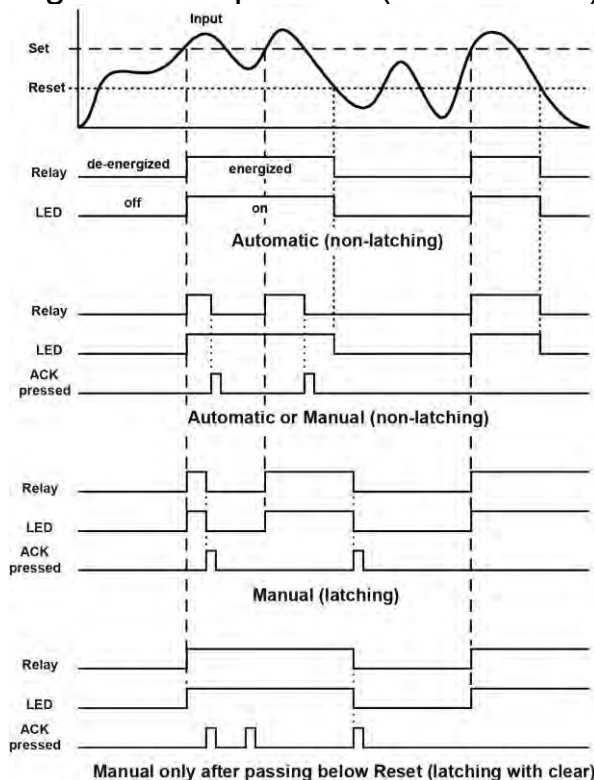 Input
Set
Reset
de-energized energized
Relay
LED off on
Automatic (non-latching)
Relay
LED
ACK
pressed
Automatic or Manual (non-latching)
Relay
LED
ACK
pressed
Manual (latching)
Relay
LED
ACK
pressed
Manual only after passing below Reset (latching with clear)